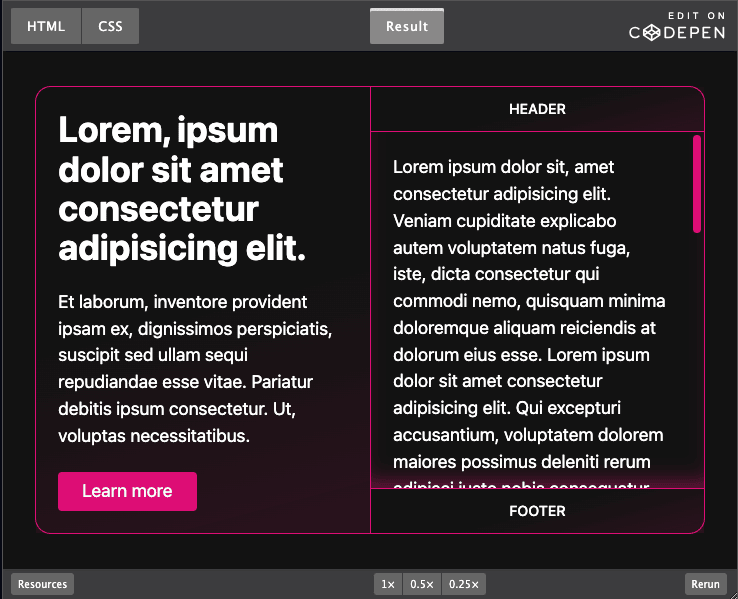 HTML
CSS
Result
EDIT ON
CODEPEN
Lorem, ipsum
dolor sit amet
consectetur
adipisicing elit.
Et laborum, inventore provident
ipsam ex, dignissimos perspiciatis,
suscipit sed ullam sequi
repudiandae esse vitae. Pariatur
debitis ipsum consectetur. Ut,
voluptas necessitatibus.
Learn more
HEADER
Lorem ipsum dolor sit, amet
consectetur adipisicing elit.
Veniam cupiditate explicabo
autem voluptatem natus fuga,
iste, dicta consectetur qui
commodi nemo, quisquam minima
doloremque aliquam reiciendis at
dolorum eius esse. Lorem ipsum
dolor sit amet consectetur
adipisicing elit. Qui excepturi
accusantium, voluptatem dolorem
maiores possimus deleniti rerum
adipisci iusto nobis consequatur
FOOTER
Resources
1×
0.5×
0.25×
Rerun